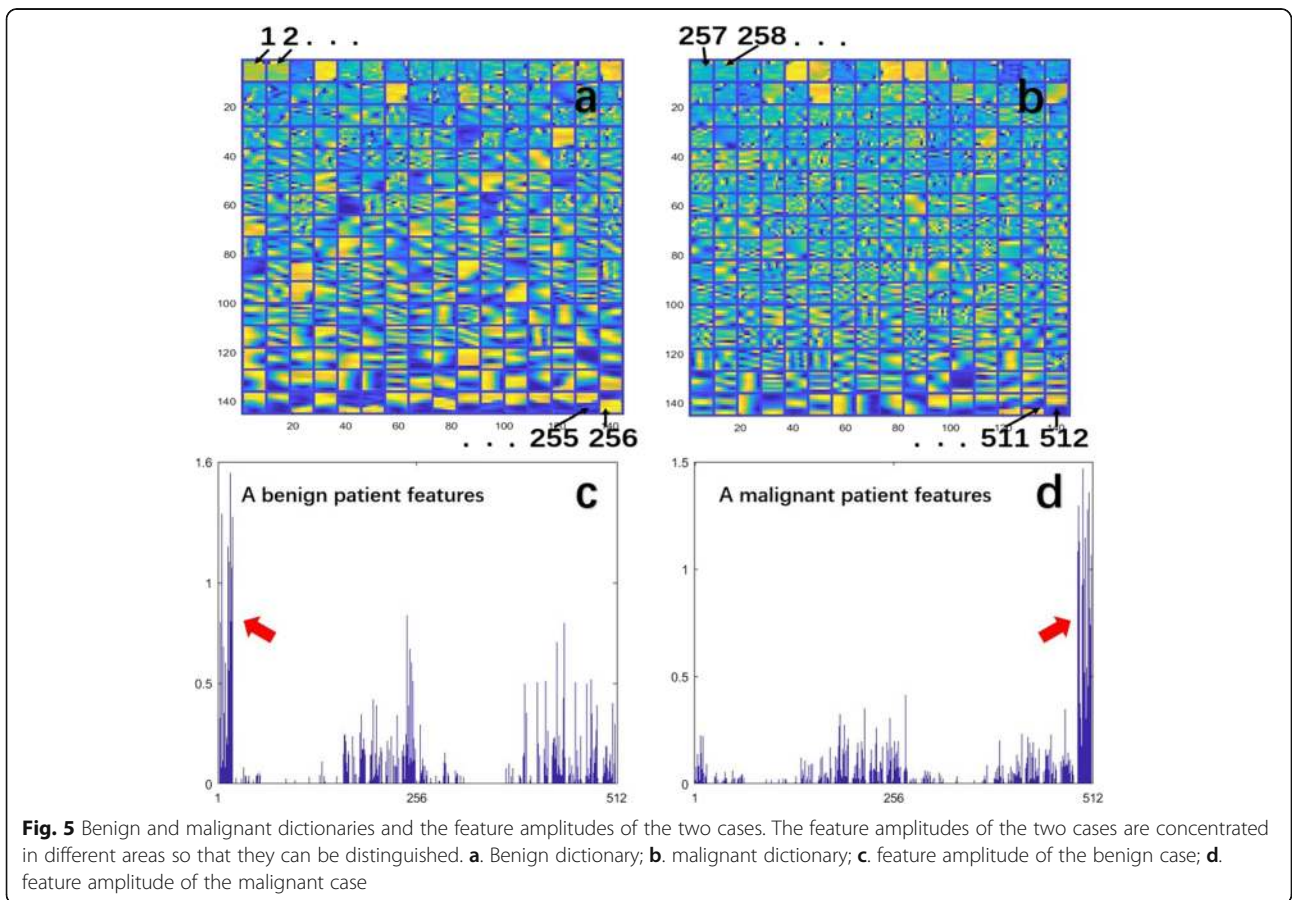 1 2 . . .
257 258 . . .
a
b
20
40
60
80
100
120
140
20
40
60
80
100
120
140
20 40 60 80 100 120 140
20 40 60 80 100 140
. . . 255 256
. . . 511 512
1.6
1
0.5
0
1 256 512
A benign patient features
c
1.5
1
0.5
0
1 256 512
A malignant patient features
d
Fig. 5 Benign and malignant dictionaries and the feature amplitudes of the two cases. The feature amplitudes of the two cases are concentrated
in different areas so that they can be distinguished. a. Benign dictionary; b. malignant dictionary; c. feature amplitude of the benign case; d.
feature amplitude of the malignant case